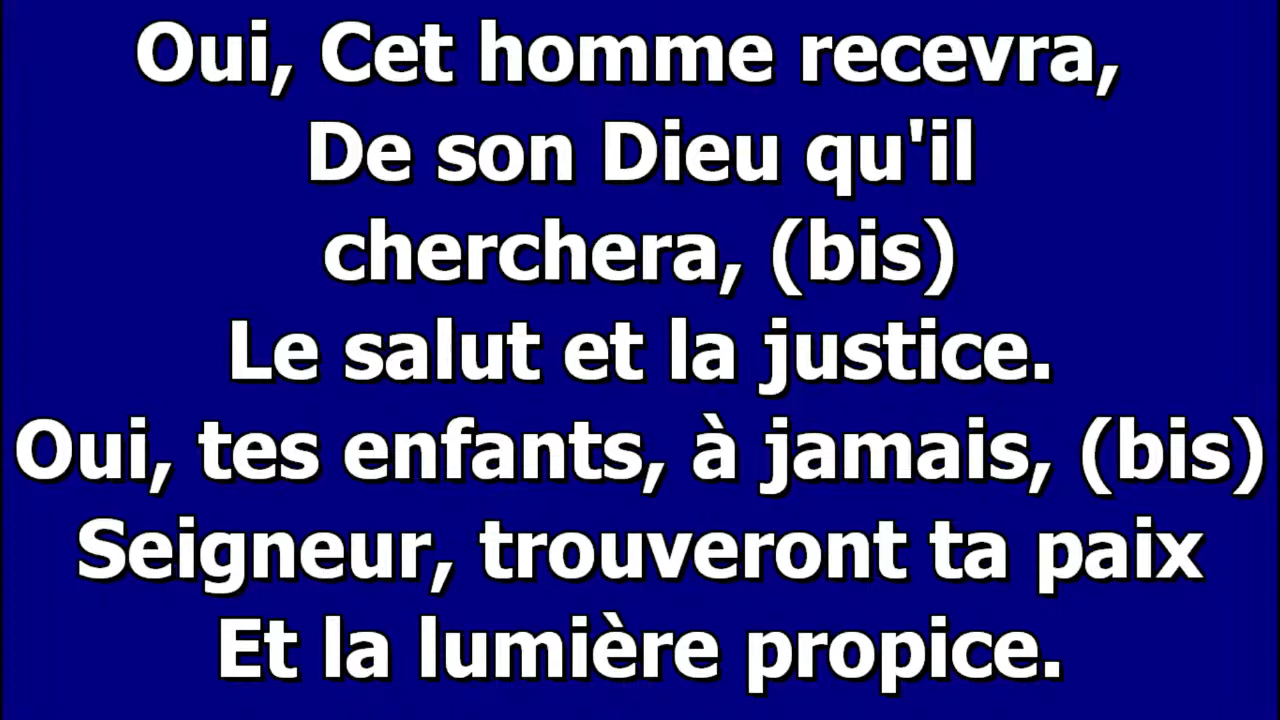 Oui, Cet homme recevra,
De son Dieu qu'il
cherchera, (bis)
Le salut et la justice.
Oui, tes enfants, à jamais, (bis)
Seigneur, trouveront ta paix
Et la lumière propice.